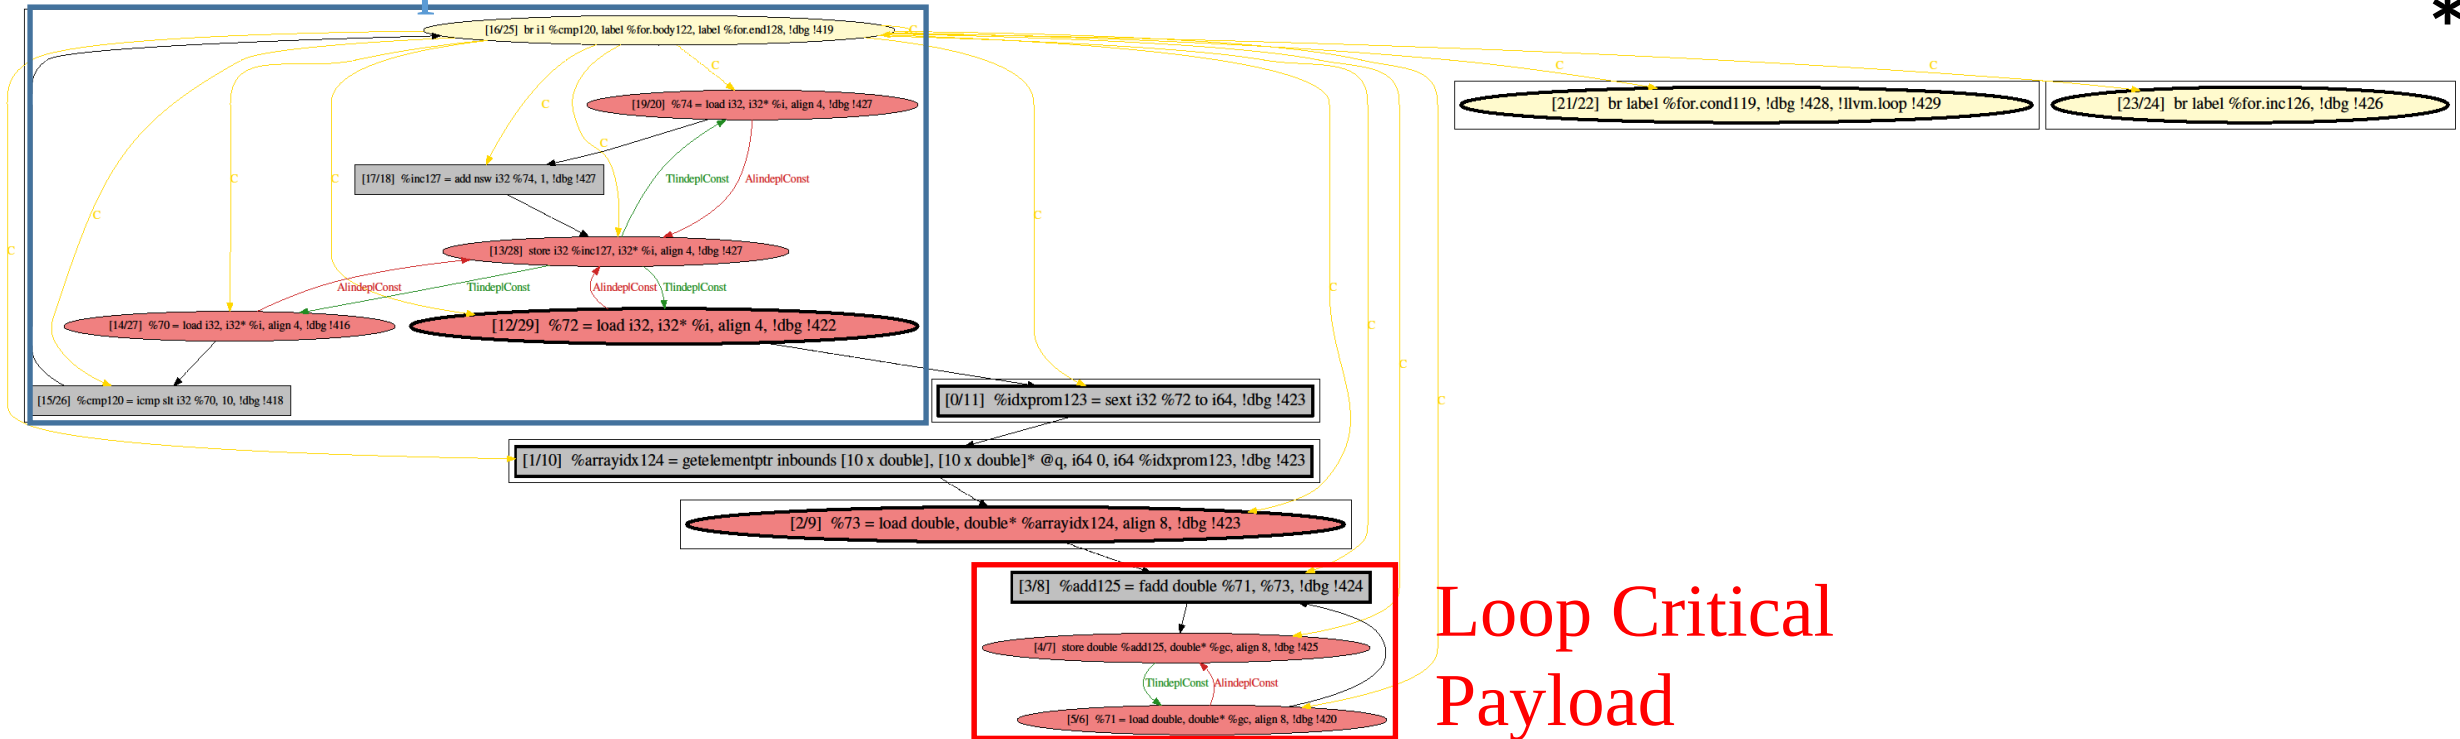 *
[16/25]  br i1 %cmp120, label %for.body122, label %for.end128, !dbg !419
C
C
C
C
[19/20]  %74 = load i32, i32* %i, align 4, !dbg !427
[21/22]  br label %for.cond119, !dbg !428, !llvm.loop !429
[23/24]  br label %for.inc126, !dbg !426
C
C
[17/18]  %inc127 = add nsw i32 %74, 1, !dbg !427
C
C
T|indep|Const
A|indep|Const
C
C
C
[13/28]  store i32 %inc127, i32* %i, align 4, !dbg !427
A|indep|Const
T|indep|Const
A|indep|Const
T|indep|Const
C
[14/27]  %70 = load i32, i32* %i, align 4, !dbg !416
[12/29]  %72 = load i32, i32* %i, align 4, !dbg !422
C
C
[15/26]  %cmp120 = icmp slt i32 %70, 10, !dbg !418
[0/11]  %idxprom123 = sext i32 %72 to i64, !dbg !423
C
[1/10]  %arrayidx124 = getelementptr inbounds [10 x double], [10 x double]* @q, i64 0, i64 %idxprom123, !dbg !423
[2/9]  %73 = load double, double* %arrayidx124, align 8, !dbg !423
[3/8]  %add125 = fadd double %71, %73, !dbg !424
[4/7]  store double %add125, double* %gc, align 8, !dbg !425
T|indep|Const
A|indep|Const
[5/6]  %71 = load double, double* %gc, align 8, !dbg !420
Loop Critical
Payload